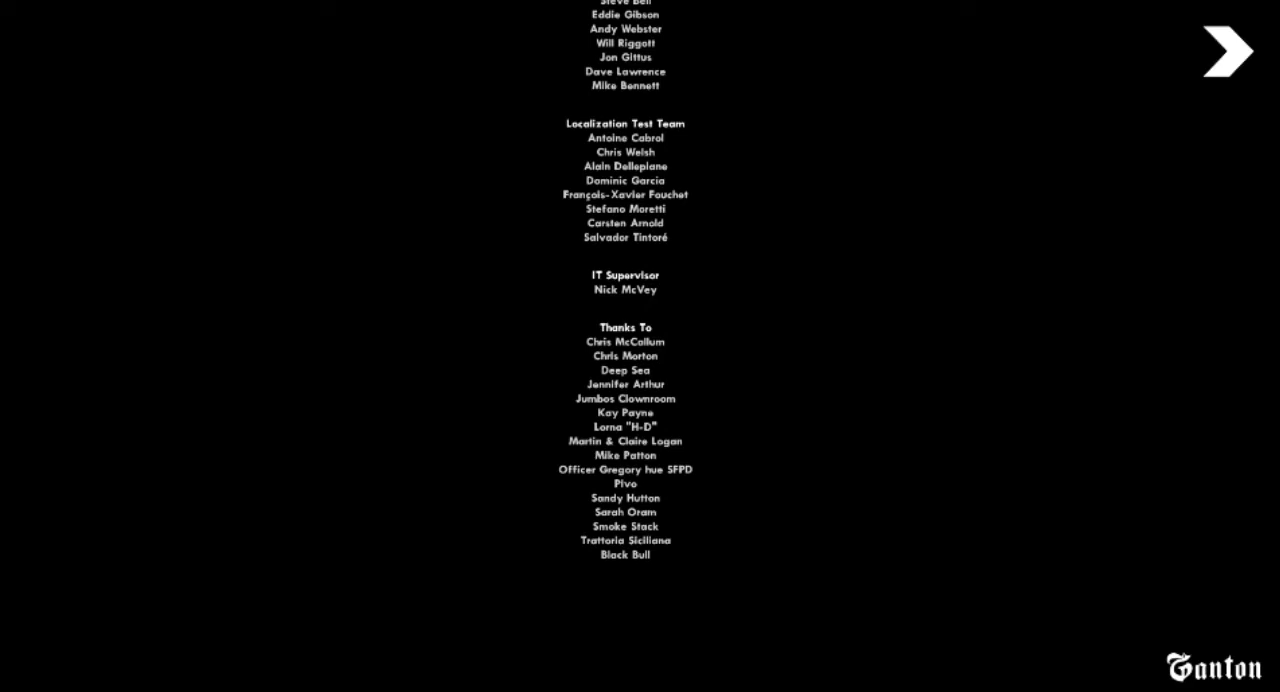 Steve Bell
Eddie Gibson
Andy Webster
Will Riggott
Jon Gittus
Dave Lawrence
Mike Bennett
Localization Test Team
Antoine Cabrol
Chris Welsh
Alain Dellepiane
Dominic Garcia
François-Xavier Fouchet
Stefano Moretti
Carsten Arnold
Salvador Tintoré
IT Supervisor
Nick McVey
Thanks To
Chris McCallum
Chris Morton
Deep Sea
Jennifer Arthur
Jumbos Clownroom
Kay Payne
Lorna "H-D"
Martin & Claire Logan
Mike Patton
Officer Gregory hue SFPD
Pivo
Sandy Hutton
Sarah Oram
Smoke Stack
Trattoria Siciliana
Black Bull
Ganton